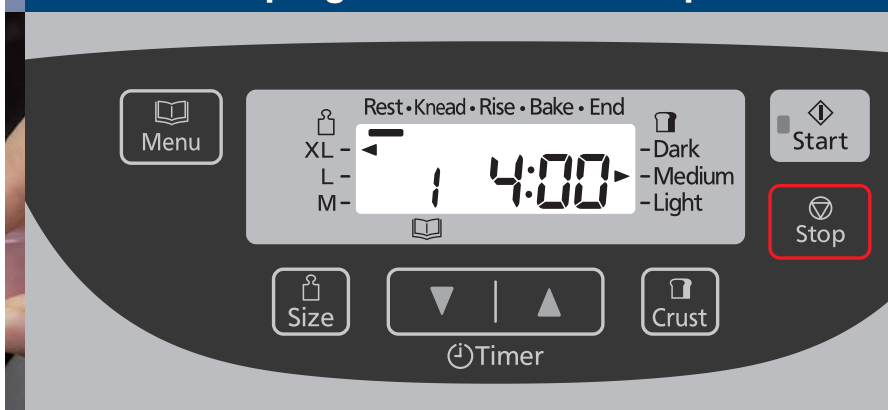 Menu
Rest • Knead • Rise • Bake • End
XL –
L –
M –
1 4:00
– Dark
– Medium
– Light
Start
Stop
Size
Timer
Crust